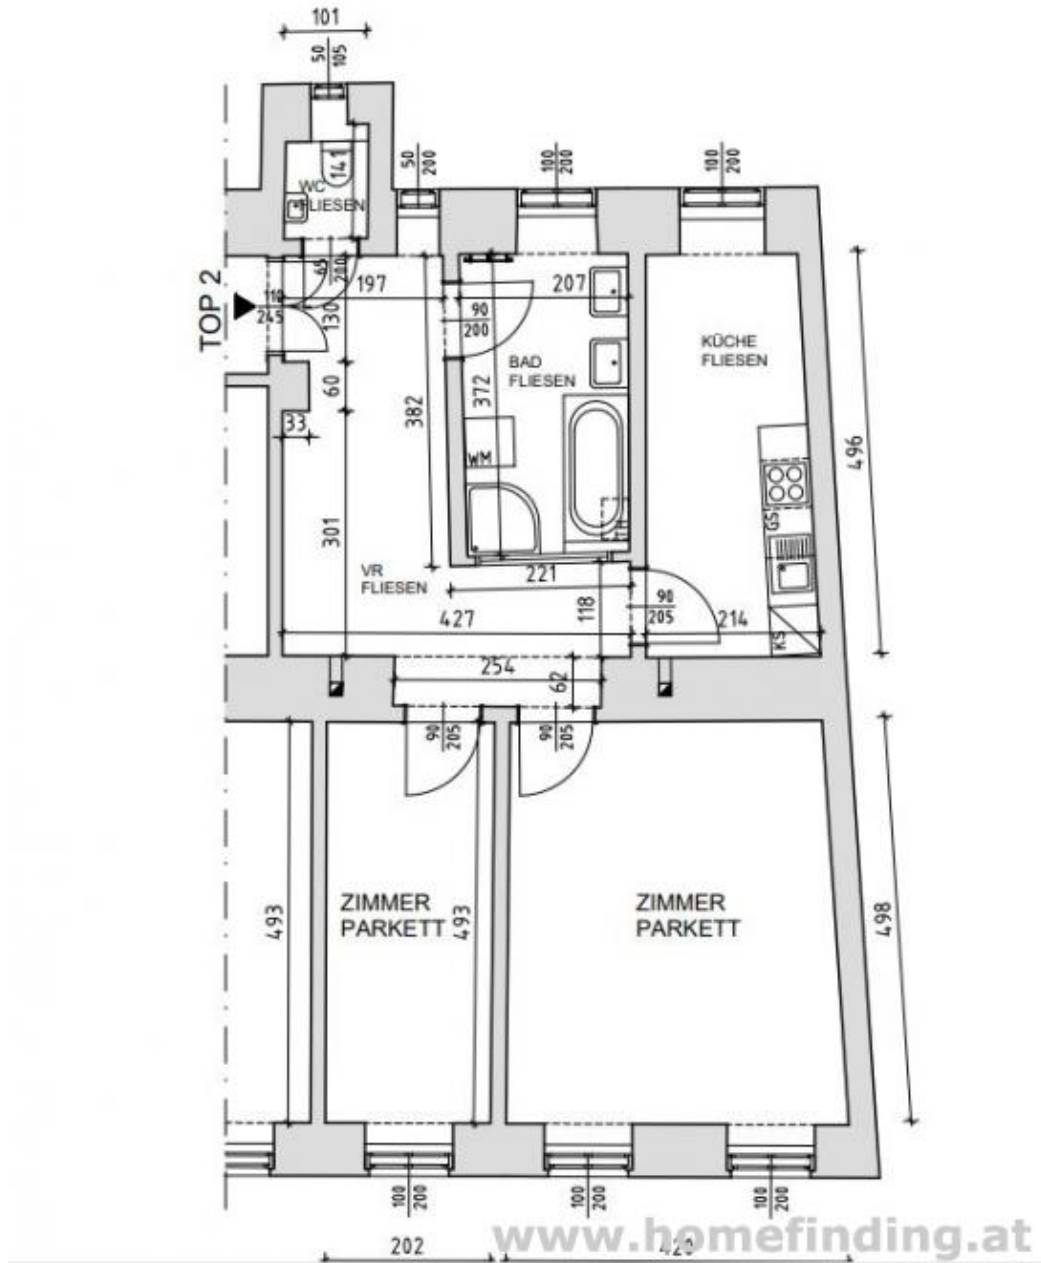 101
50
105
141
WC
FLIESEN
50
200
100
200
100
200
TOP 2
110
245
65
200
130
197
207
90
200
BAD
FLIESEN
KÜCHE
FLIESEN
60
33
382
372
WM
496
GS
301
VR
FLIESEN
221
118
90
205
427
214
KS
254
62
90
205
90
205
493
ZIMMER
PARKETT
493
ZIMMER
PARKETT
498
100
200
100
200
100
200
202
420
www.homefinding.at